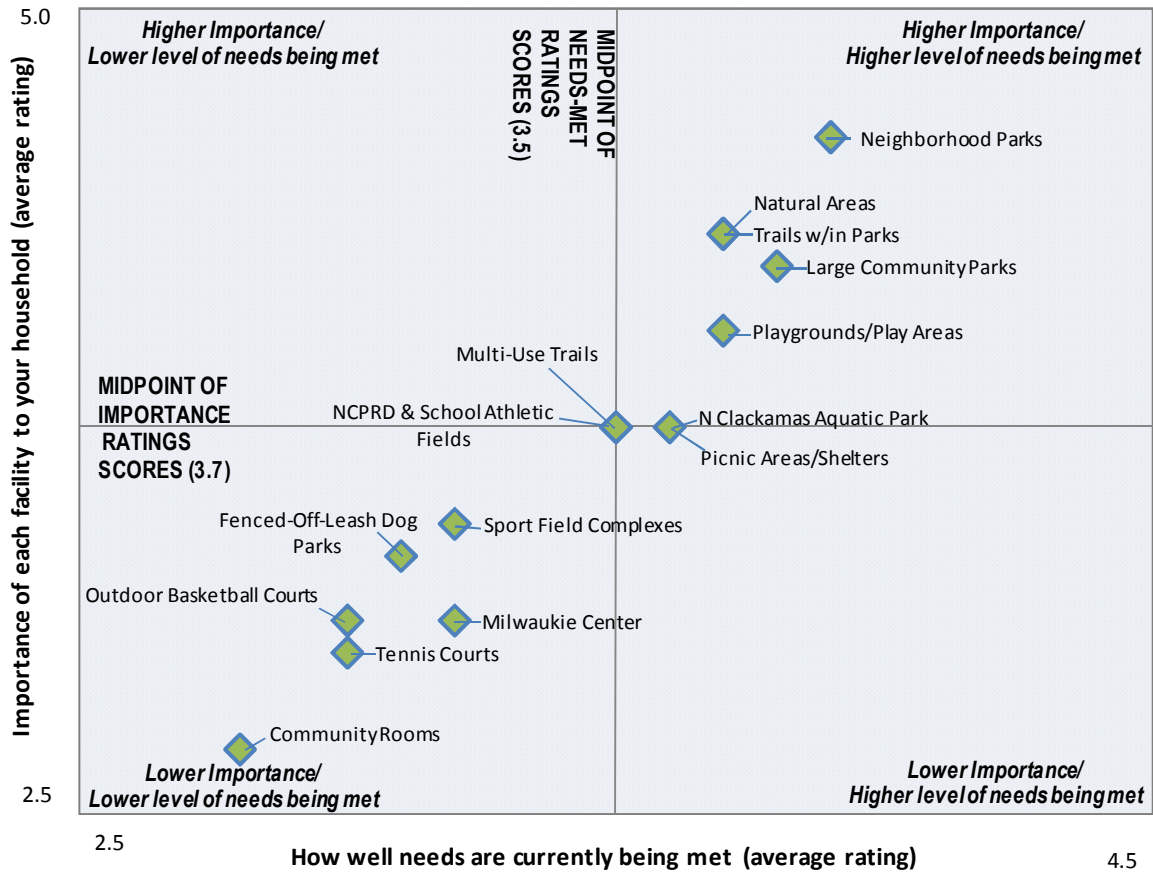 5.0
Higher Importance/
Lower level of needs being met
MIDPOINT OF
NEEDS-MET
RATINGS
SCORES (3.5)
Higher Importance/
Higher level of needs being met
Importance of each facility to your household (average rating)
Neighborhood Parks
Natural Areas
Trails w/in Parks
Large Community Parks
Playgrounds/Play Areas
Multi-Use Trails
MIDPOINT OF
IMPORTANCE
RATINGS
SCORES (3.7)
NCPRD & School Athletic
Fields
N Clackamas Aquatic Park
Picnic Areas/Shelters
Fenced-Off-Leash Dog
Parks
Sport Field Complexes
Outdoor Basketball Courts
Milwaukie Center
Tennis Courts
Community Rooms
Lower Importance/
Lower level of needs being met
Lower Importance/
Higher level of needs being met
2.5
2.5
How well needs are currently being met (average rating)
4.5